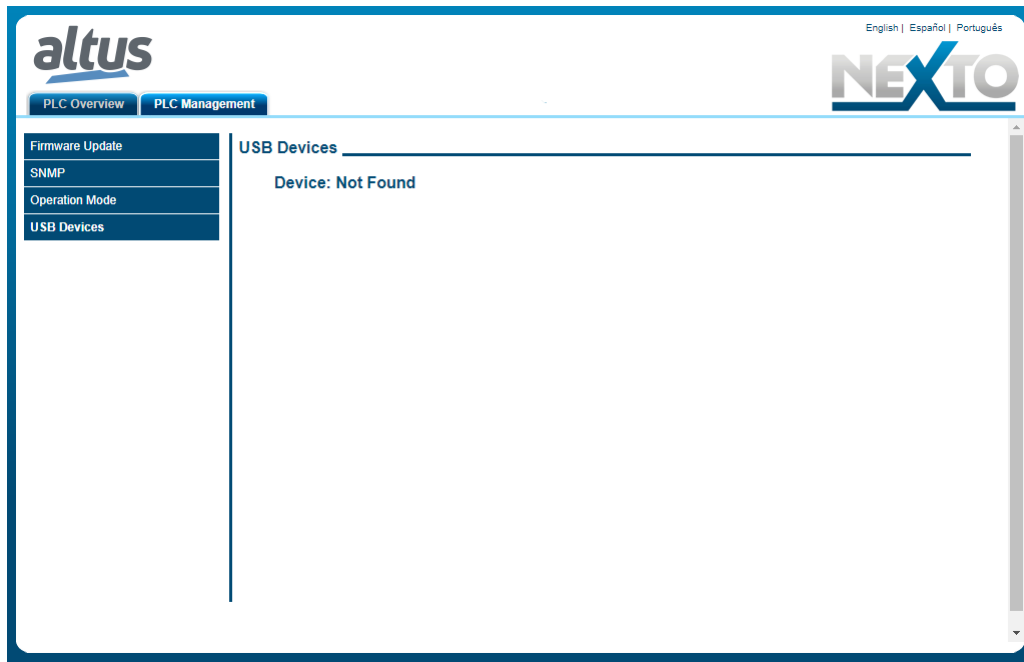 altus
English | Español | Português
NEXTO
PLC Overview PLC Management
Firmware Update
SNMP
Operation Mode
USB Devices
USB Devices
Device: Not Found